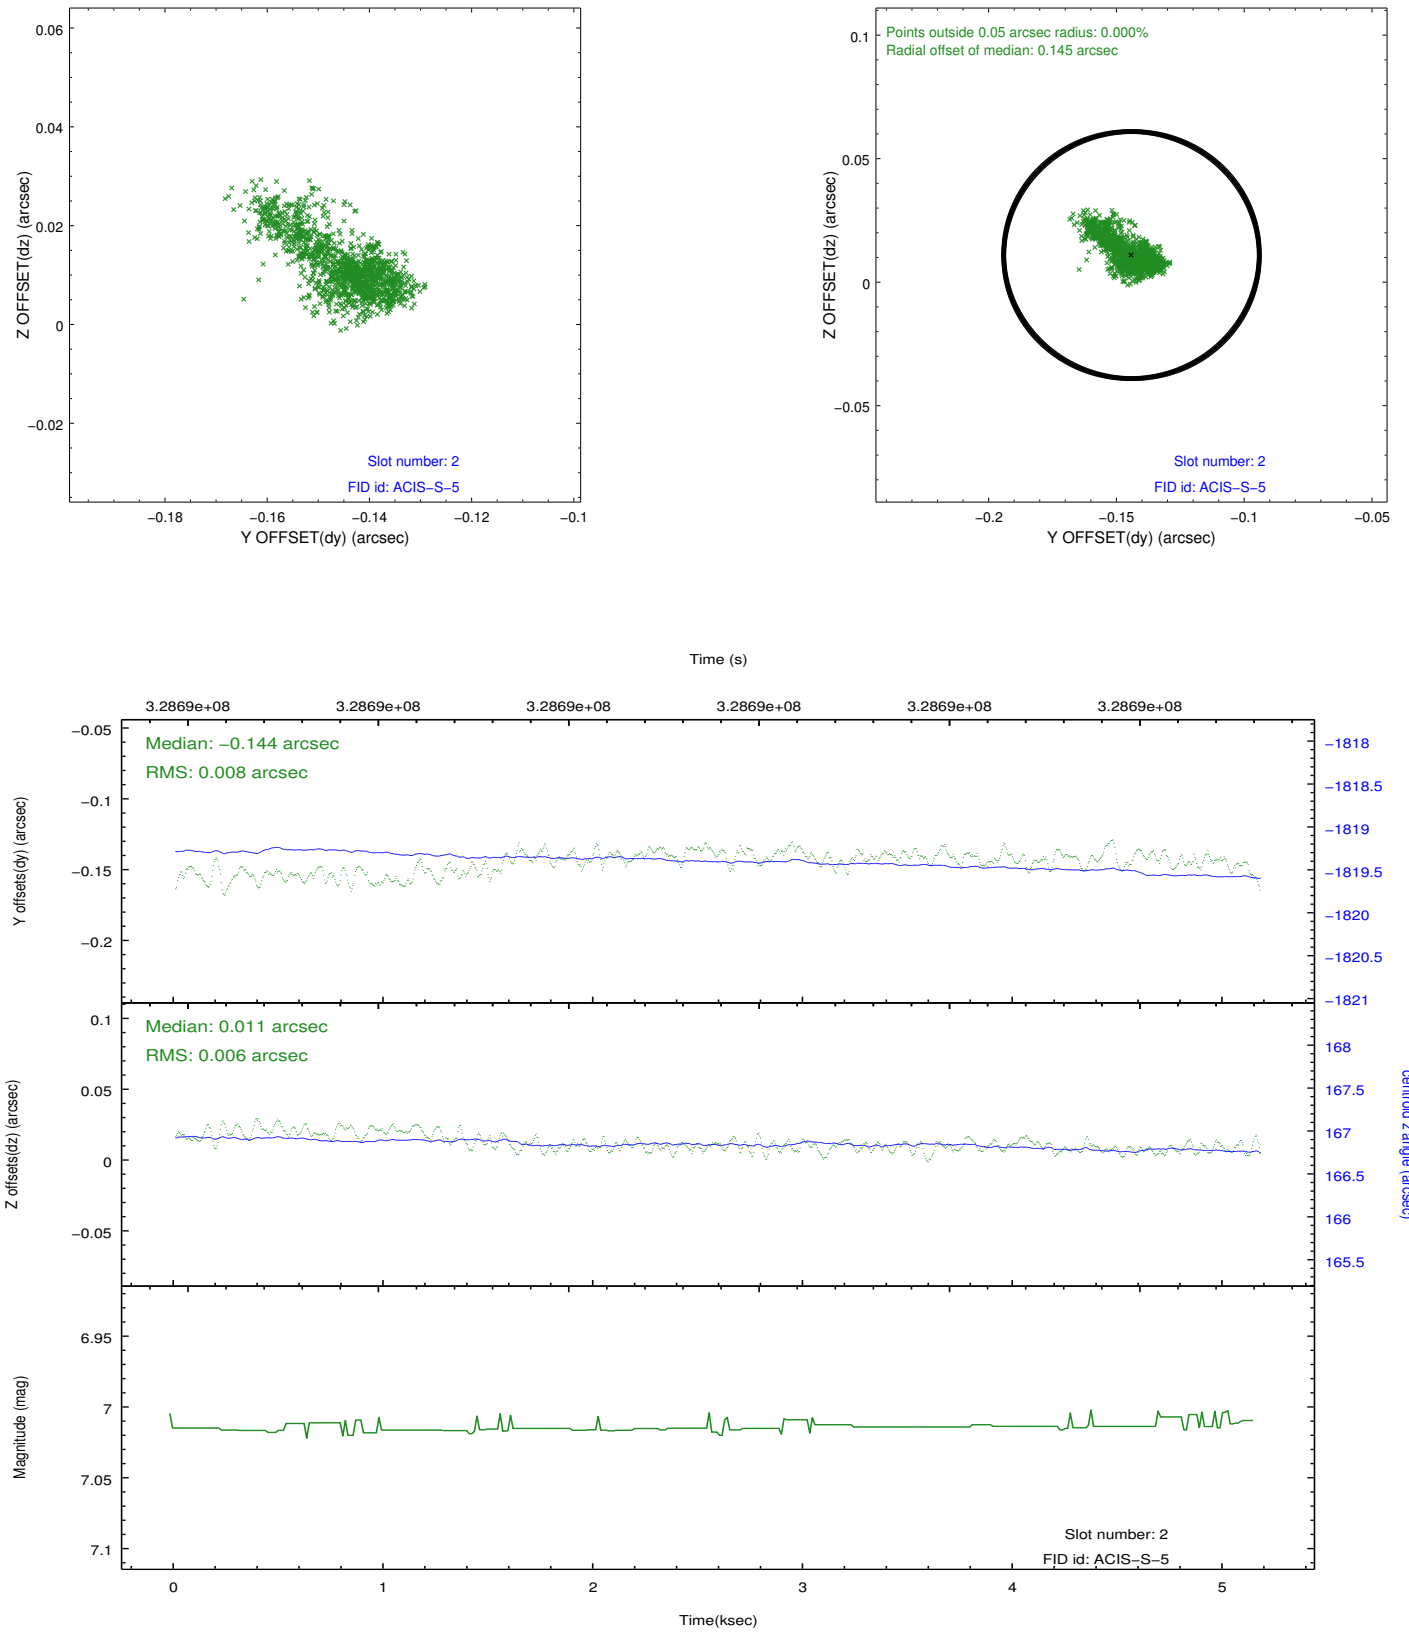 0.06
0.04
0.02
0
−0.02
Z OFFSET(dz) (arcsec)
Slot number: 2
FID id: ACIS−S−5
−0.18
−0.16
−0.14
−0.12
−0.1
Y OFFSET(dy) (arcsec)
Points outside 0.05 arcsec radius: 0.000%
Radial offset of median: 0.145 arcsec
0.1
0.05
0
−0.05
Z OFFSET(dz) (arcsec)
Slot number: 2
FID id: ACIS−S−5
−0.2
−0.15
−0.1
−0.05
Y OFFSET(dy) (arcsec)
Time (s)
3.2869e+08
3.2869e+08
3.2869e+08
3.2869e+08
3.2869e+08
3.2869e+08
Median: −0.144 arcsec
RMS: 0.008 arcsec
−0.05
−0.1
−0.15
−0.2
Y offsets(dy) (arcsec)
−1818
−1818.5
−1819
−1819.5
−1820
−1820.5
−1821
Median: 0.011 arcsec
RMS: 0.006 arcsec
0.1
0.05
0
−0.05
Z offsets(dz) (arcsec)
168
167.5
167
166.5
166
165.5
centroid z angle (arcsec)
6.95
7
7.05
7.1
Magnitude (mag)
Slot number: 2
FID id: ACIS−S−5
0
1
2
3
4
5
Time(ksec)